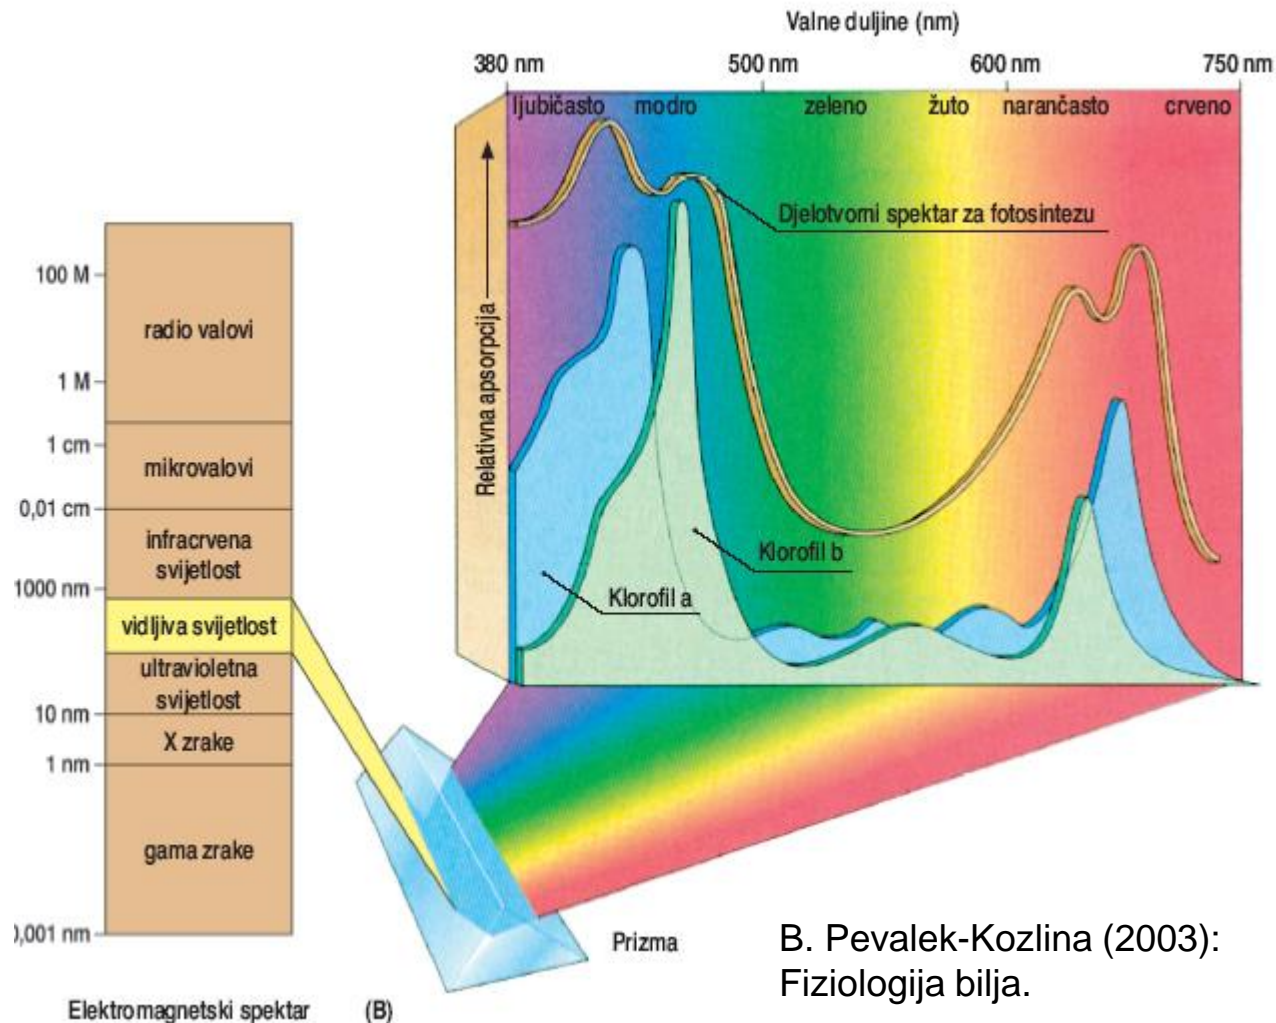 Valne duljine (nm)
380 nm 500 nm 600 nm 750 nm
ljubičasto modro zeleno žuto narančasto crveno
Djelotvorni spektar za fotosintezu
Relativna apsorpcija
Klorofil b
Klorofil a
100 M
radio valovi
1 M
1 cm
mikrovalovi
0,01 cm
infracrvena
svijetlost
1000 nm
vidljiva svijetlost
ultravioletna
svijetlost
10 nm
X zrake
1 nm
gama zrake
0,001 nm
Prizma
B. Pevalek-Kozlina (2003):
Fiziologija bilja.
Elektromagnetski spektar (B)